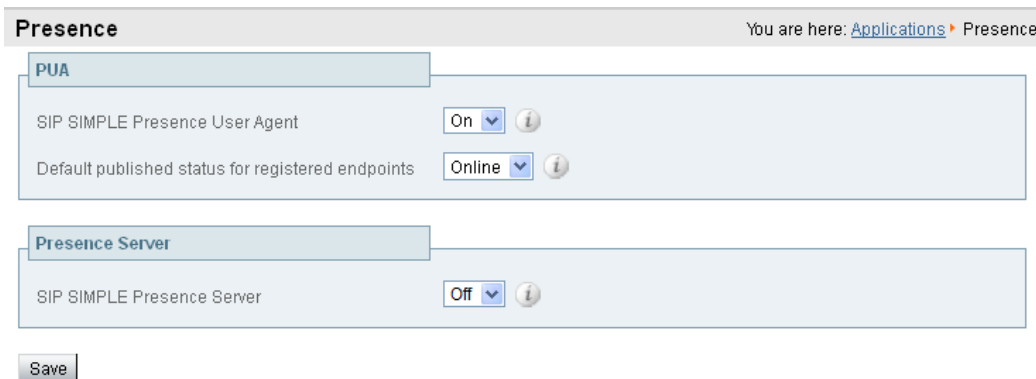 Presence
You are here: Applications Presence
PUA
SIP SIMPLE Presence User Agent On i
Default published status for registered endpoints Online i
Presence Server
SIP SIMPLE Presence Server Off i
Save